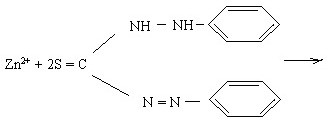 NH – NH
Zn²⁺ + 2S = C
N = N